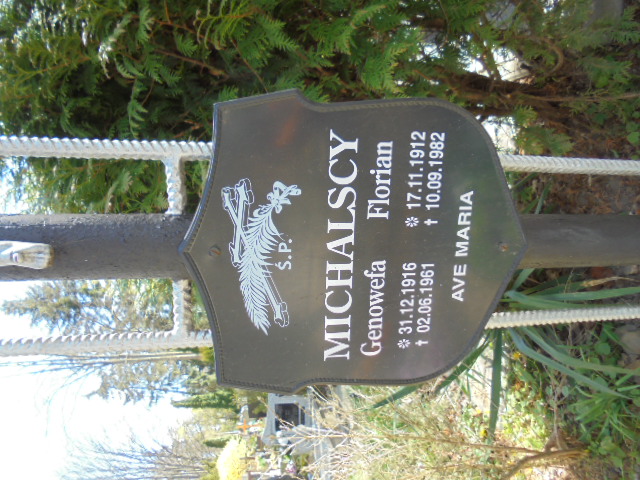 Ś.P.
MICHALSCY
Genowefa Florian
✲ 31.12.1916 ✲ 17.11.1912
† 02.06.1961 † 10.09.1982
AVE MARIA